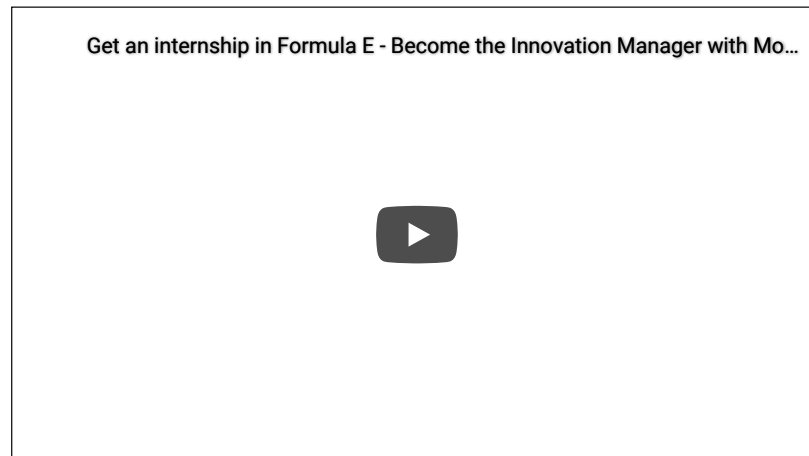 Get an internship in Formula E - Become the Innovation Manager with Mo...